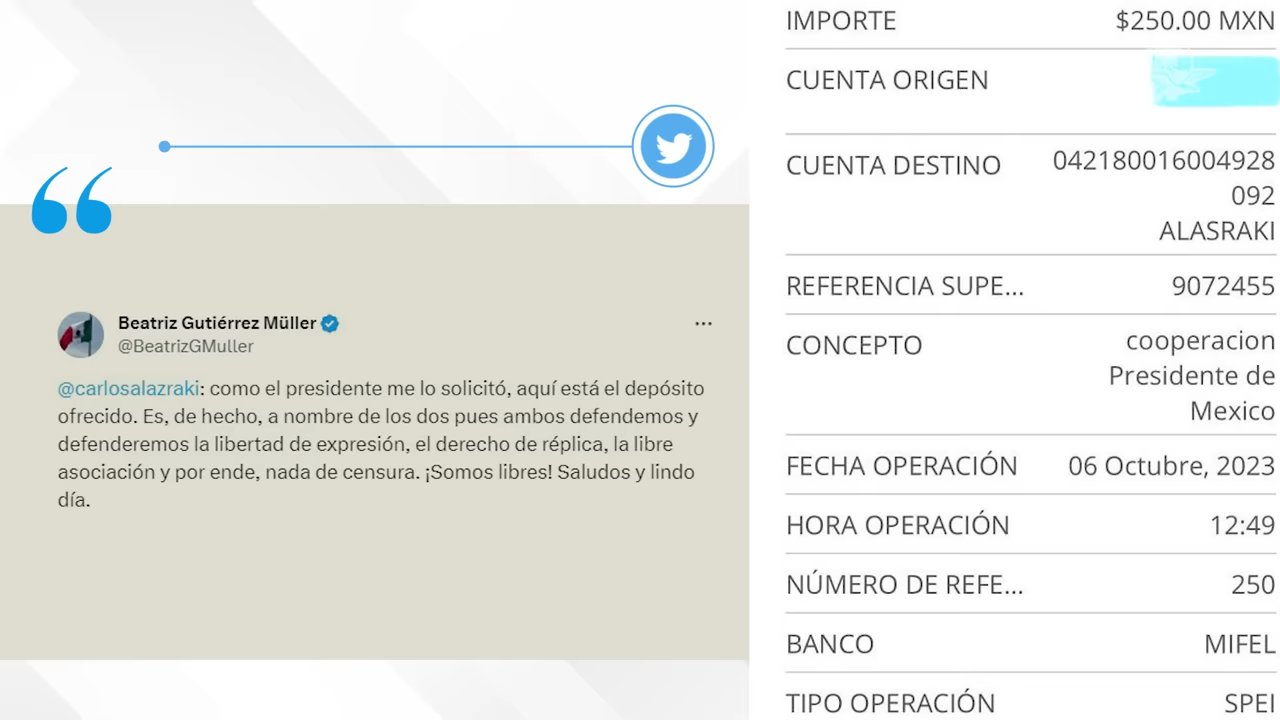 Beatriz Gutiérrez Müller
@BeatrizGMuller
@carlosalazraki: como el presidente me lo solicitó, aquí está el depósito
ofrecido. Es, de hecho, a nombre de los dos pues ambos defendemos y
defenderemos la libertad de expresión, el derecho de réplica, la libre
asociación y por ende, nada de censura. ¡Somos libres! Saludos y lindo
día.
IMPORTE $250.00 MXN
CUENTA ORIGEN
CUENTA DESTINO 042180016004928
092
ALASRAKI
REFERENCIA SUPE... 9072455
CONCEPTO cooperacion
Presidente de
Mexico
FECHA OPERACIÓN 06 Octubre, 2023
HORA OPERACIÓN 12:49
NÚMERO DE REFE... 250
BANCO MIFEL
TIPO OPERACIÓN SPEI